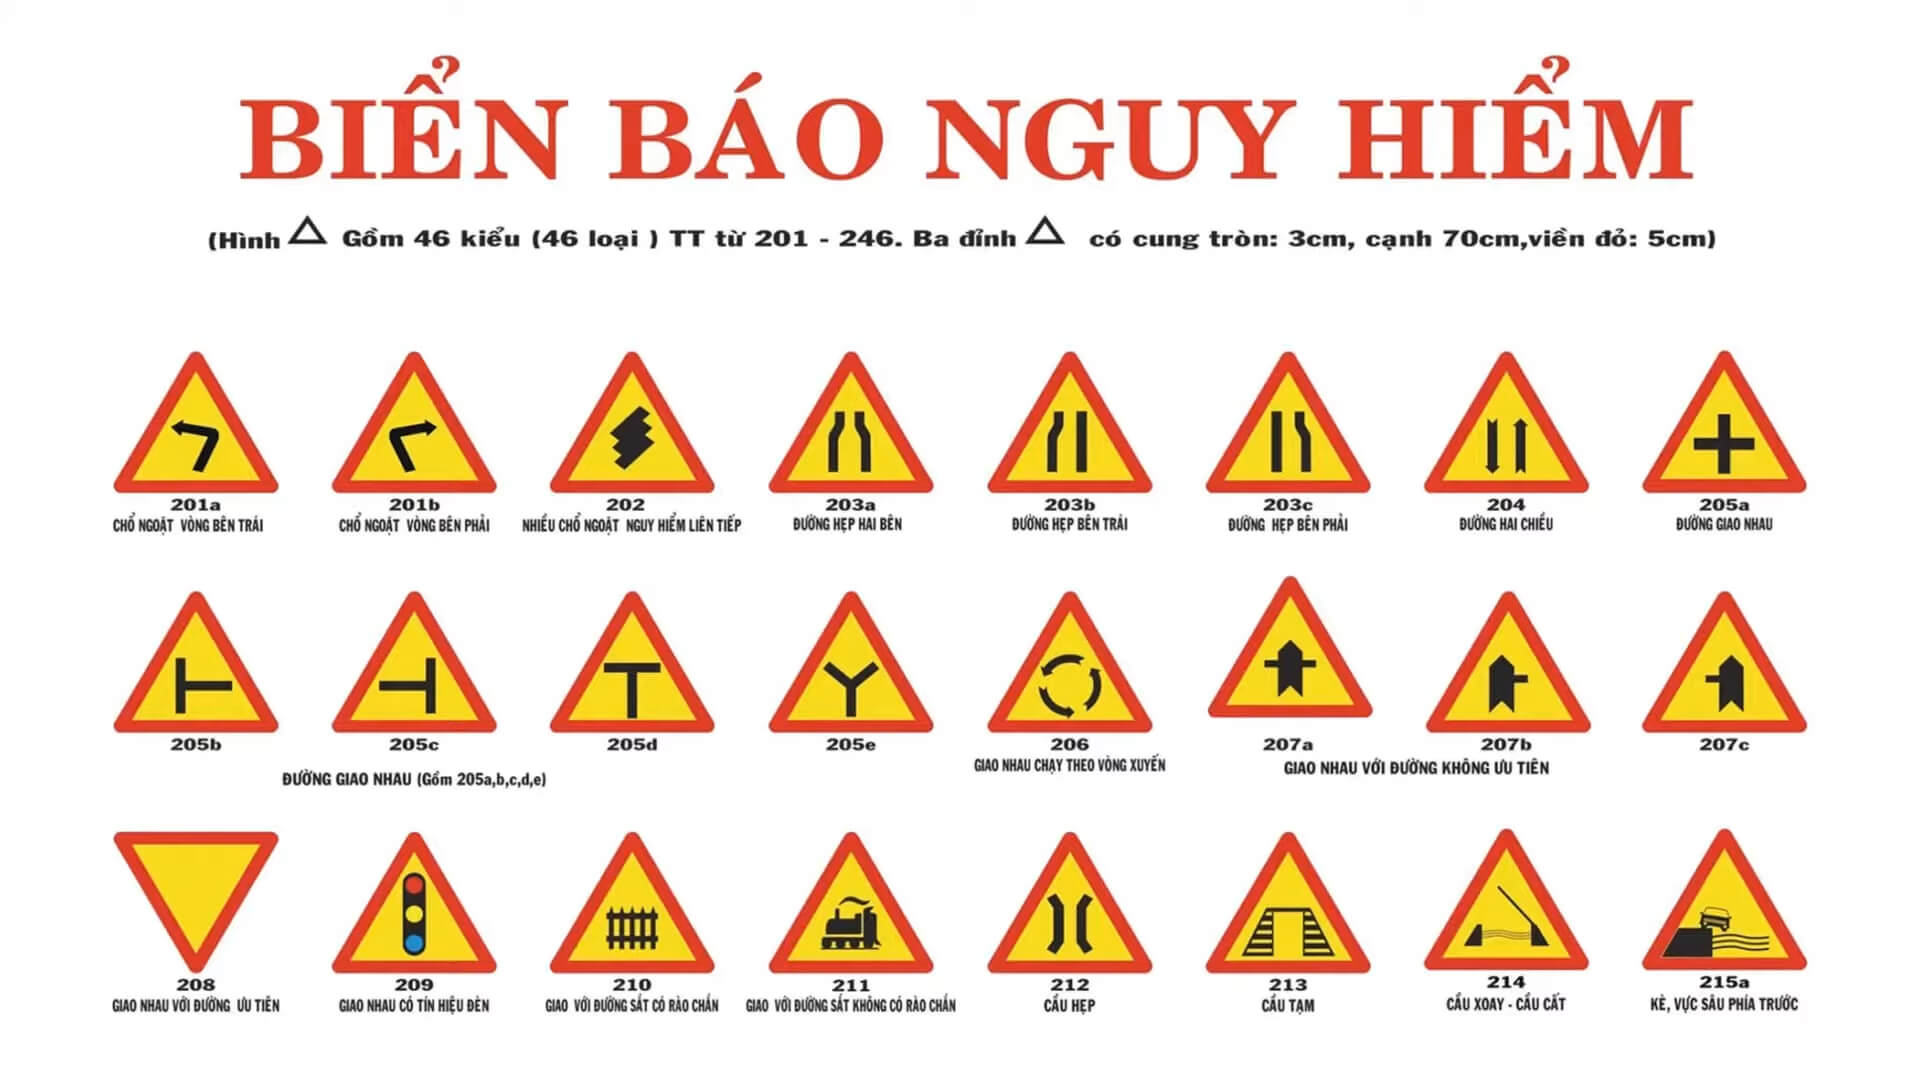 BIỂN BÁO NGUY HIỂM
(Hình △ Gồm 46 kiểu (46 loại ) TT từ 201 - 246. Ba đỉnh △ có cung tròn: 3cm, cạnh 70cm,viền đỏ: 5cm)
201a 201b 202 203a 203b 203c 204 205a
CHỔ NGOẶT VÒNG BÊN TRÁI CHỔ NGOẶT VÒNG BÊN PHẢI NHIỀU CHỔ NGOẶT NGUY HIỂM LIÊN TIẾP ĐƯỜNG HẸP HAI BÊN ĐƯỜNG HẸP BÊN TRÁI ĐƯỜNG HẸP BÊN PHẢI ĐƯỜNG HAI CHIỀU ĐƯỜNG GIAO NHAU
205b 205c 205d 205e 206 207a 207b 207c
GIAO NHAU CHẠY THEO VÒNG XUYẾN GIAO NHAU VỚI ĐƯỜNG KHÔNG ƯU TIÊN
ĐƯỜNG GIAO NHAU (Gồm 205a,b,c,d,e)
208 209 210 211 212 213 214 215a
GIAO NHAU VỚI ĐƯỜNG ƯU TIÊN GIAO NHAU CÓ TÍN HIỆU ĐÈN GIAO VỚI ĐƯỜNG SẮT CÓ RÀO CHẮN GIAO VỚI ĐƯỜNG SẮT KHÔNG CÓ RÀO CHẮN CẦU HẸP CẦU TẠM CẦU XOAY - CẦU CẤT KÈ, VỰC SÂU PHÍA TRƯỚC